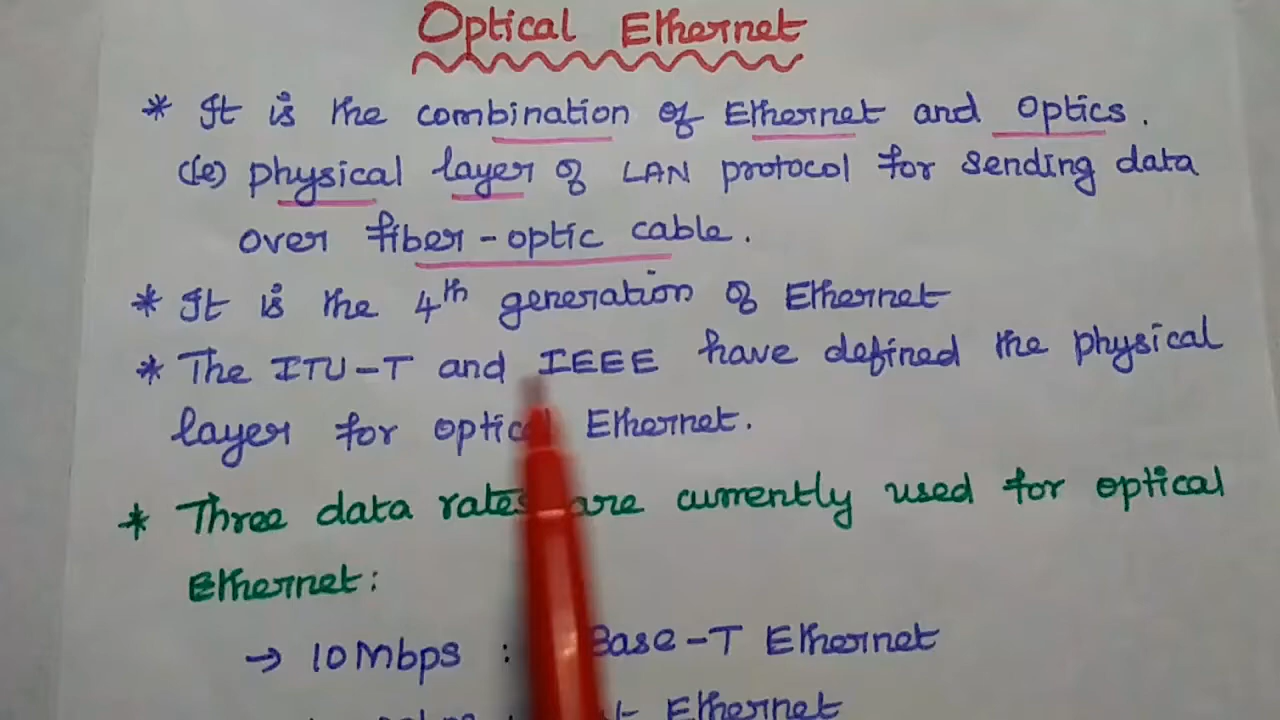 Optical Ethernet
* It is the combination of Ethernet and Optics.
(ie) physical layer of LAN protocol for sending data
over fiber-optic cable.
* It is the 4th generation of Ethernet
* The ITU-T and IEEE have defined the physical
layer for optical Ethernet.
* Three data rates are currently used for optical
Ethernet:
→ 10Mbps : Base-T Ethernet
Ethernet